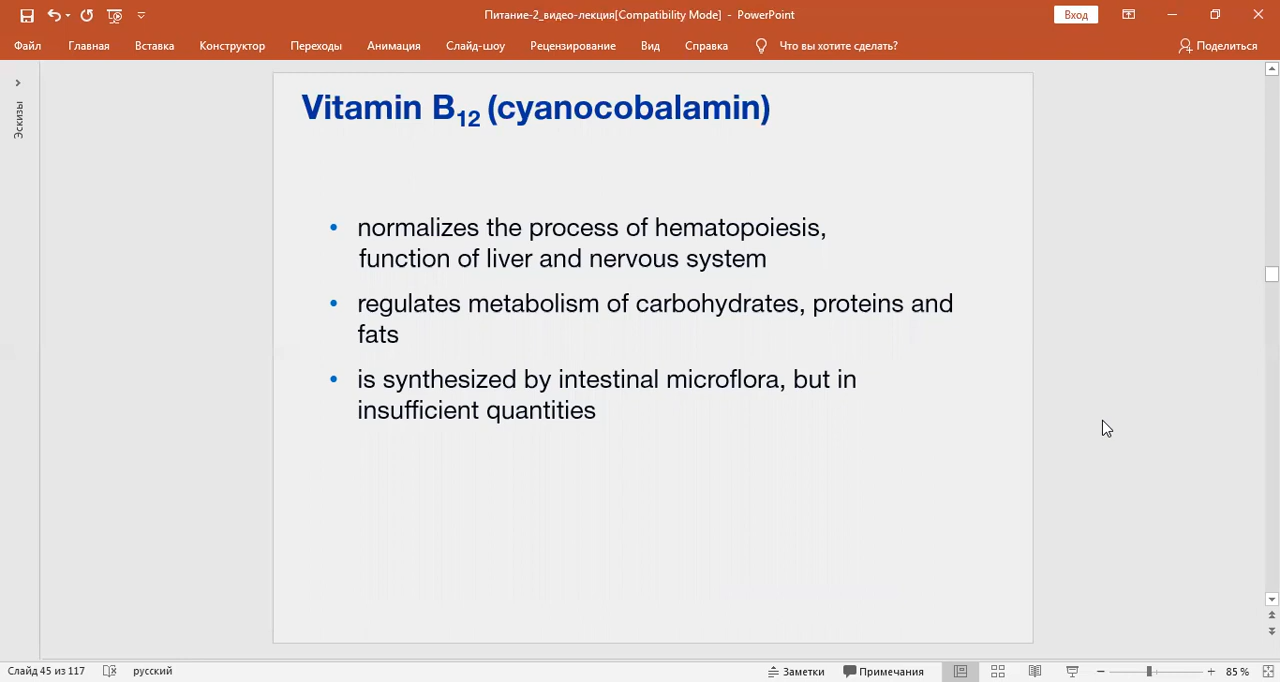 Питание-2_видео-лекция[Compatibility Mode] - PowerPoint
Вход
Файл Главная Вставка Конструктор Переходы Анимация Слайд-шоу Рецензирование Вид Справка Что вы хотите сделать? Поделиться
Эскизы
Vitamin B12 (cyanocobalamin)
• normalizes the process of hematopoiesis,
function of liver and nervous system
• regulates metabolism of carbohydrates, proteins and
fats
• is synthesized by intestinal microflora, but in
insufficient quantities
Слайд 45 из 117 русский Заметки Примечания 85 %